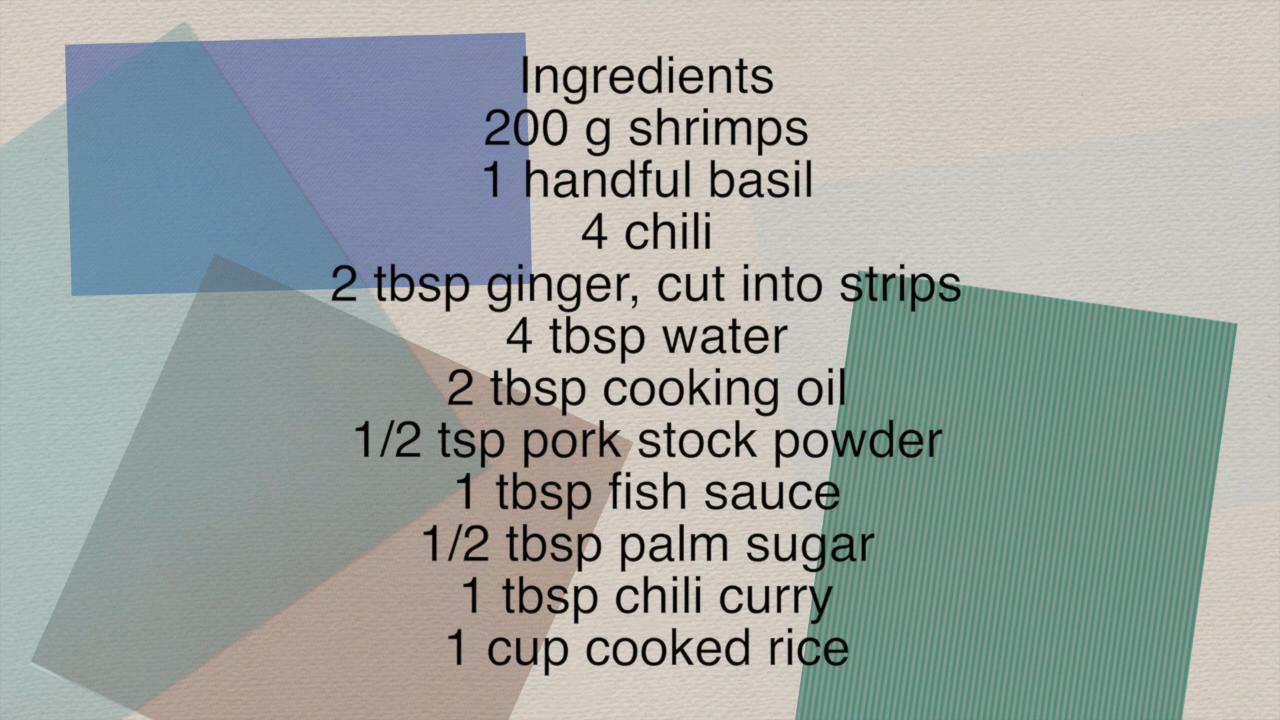 Ingredients
200 g shrimps
1 handful basil
4 chili
2 tbsp ginger, cut into strips
4 tbsp water
2 tbsp cooking oil
1/2 tsp pork stock powder
1 tbsp fish sauce
1/2 tbsp palm sugar
1 tbsp chili curry
1 cup cooked rice